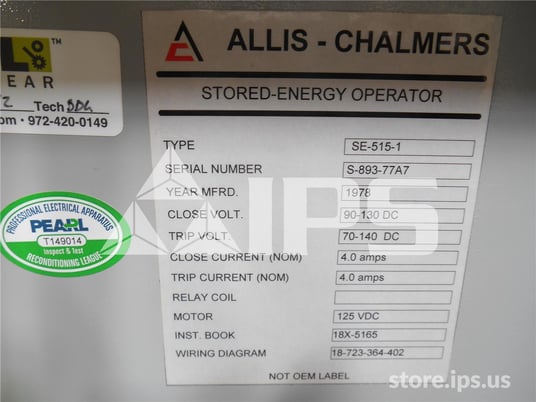 ™
EAR
Tech
pm • 972-420-0149
PROFESSIONAL ELECTRICAL APPARATUS
PEARL
T149014
Inspect & Test
RECONDITIONING LEAGUE
ALLIS - CHALMERS
STORED-ENERGY OPERATOR
TYPE SE-515-1
SERIAL NUMBER S-893-77A7
YEAR MFRD. 1978
CLOSE VOLT. 90-130 DC
TRIP VOLT. 70-140 DC
CLOSE CURRENT (NOM) 4.0 amps
TRIP CURRENT (NOM) 4.0 amps
RELAY COIL
MOTOR 125 VDC
INST. BOOK 18X-5165
WIRING DIAGRAM 18-723-364-402
NOT OEM LABEL
IPS
store.ips.us